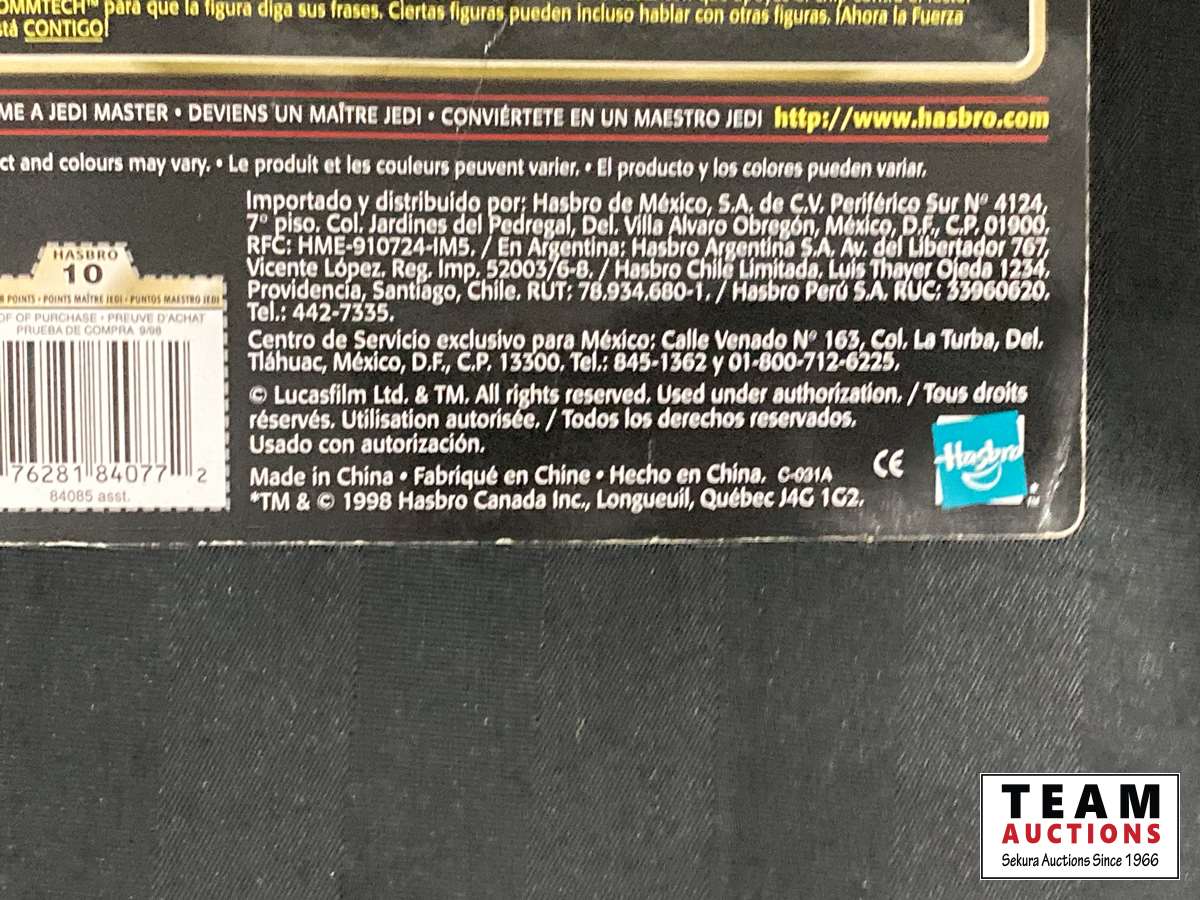 OMMTECH™ para que la figura diga sus frases. Ciertas figuras pueden incluso hablar con otras figuras. ¡Ahora la Fuerza
stá CONTIGO!
ME A JEDI MASTER • DEVIENS UN MAÎTRE JEDI • CONVIÉRTETE EN UN MAESTRO JEDI http://www.hasbro.com
ct and colours may vary. • Le produit et les couleurs peuvent varier. • El producto y los colores pueden variar.
Importado y distribuido por: Hasbro de México, S.A. de C.V. Periférico Sur Nº 4124,
7º piso. Col. Jardines del Pedregal, Del. Villa Alvaro Obregón, México, D.F., C.P. 01900.
RFC: HME-910724-IM5. / En Argentina: Hasbro Argentina S.A. Av. del Libertador 767,
Vicente López. Reg. Imp. 52003/6-8. / Hasbro Chile Limitada. Luis Thayer Ojeda 1234,
Providencia, Santiago, Chile. RUT: 78.934.680-1. / Hasbro Perú S.A. RUC: 33960620.
Tel.: 442-7335.
Centro de Servicio exclusivo para México: Calle Venado Nº 163, Col. La Turba, Del.
Tláhuac, México, D.F., C.P. 13300. Tel.: 845-1362 y 01-800-712-6225.
© Lucasfilm Ltd. & TM. All rights reserved. Used under authorization. / Tous droits
réservés. Utilisation autorisée. / Todos los derechos reservados.
Usado con autorización.
Made in China • Fabriqué en Chine • Hecho en China. C-031A
*TM & © 1998 Hasbro Canada Inc., Longueuil, Québec J4G 1G2.
CE
Hasbro
HASBRO
10
POINTS • POINTS MAÎTRE JEDI • PUNTOS MAESTRO JEDI
OF OF PURCHASE • PREUVE D'ACHAT
PRUEBA DE COMPRA 9/98
76281 84077 2
84085 asst.
TEAM
AUCTIONS
Sekura Auctions Since 1966